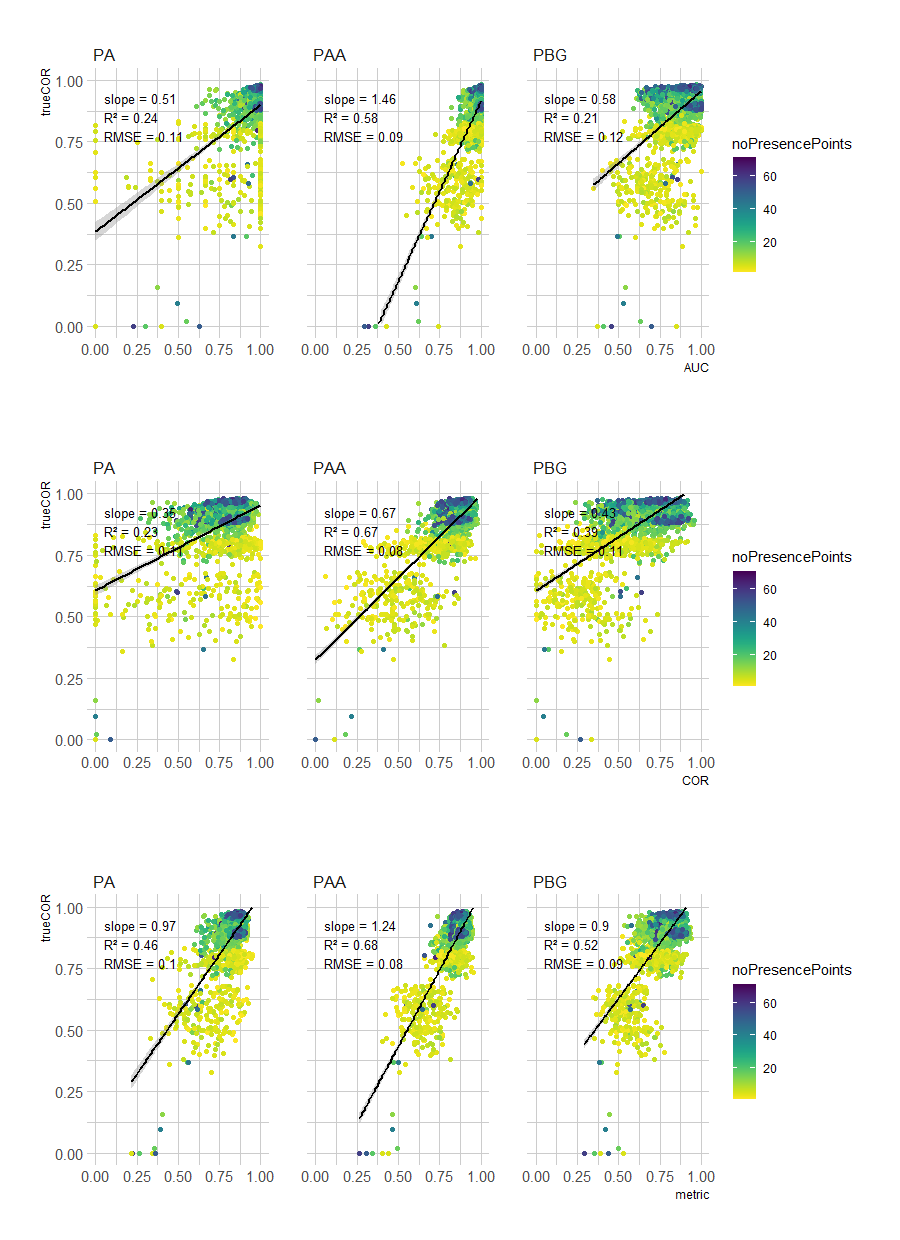 PA PAA PBG
trueCOR
1.00
0.75
0.50
0.25
0.00
slope = 0.51
R² = 0.24
RMSE = 0.11
slope = 1.46
R² = 0.58
RMSE = 0.09
slope = 0.58
R² = 0.21
RMSE = 0.12
0.00 0.25 0.50 0.75 1.00 0.00 0.25 0.50 0.75 1.00 0.00 0.25 0.50 0.75 1.00
AUC
noPresencePoints
60
40
20
PA PAA PBG
trueCOR
1.00
0.75
0.50
0.25
0.00
slope = 0.35
R² = 0.23
RMSE = 0.11
slope = 0.67
R² = 0.67
RMSE = 0.08
slope = 0.43
R² = 0.39
RMSE = 0.11
0.00 0.25 0.50 0.75 1.00 0.00 0.25 0.50 0.75 1.00 0.00 0.25 0.50 0.75 1.00
COR
noPresencePoints
60
40
20
PA PAA PBG
trueCOR
1.00
0.75
0.50
0.25
0.00
slope = 0.97
R² = 0.46
RMSE = 0.1
slope = 1.24
R² = 0.68
RMSE = 0.08
slope = 0.9
R² = 0.52
RMSE = 0.09
0.00 0.25 0.50 0.75 1.00 0.00 0.25 0.50 0.75 1.00 0.00 0.25 0.50 0.75 1.00
metric
noPresencePoints
60
40
20